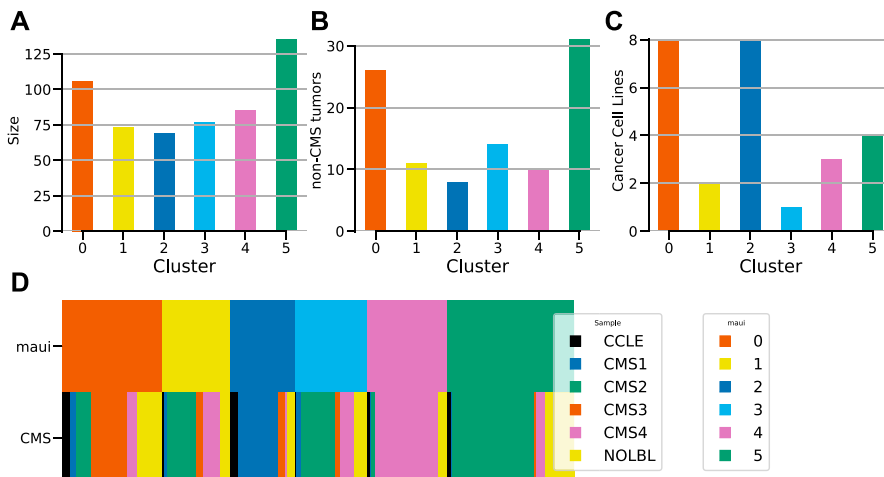 A
Size
125
100
75
50
25
0
0 1 2 3 4 5
Cluster
B
non-CMS tumors
30
20
10
0
0 1 2 3 4 5
Cluster
C
Cancer Cell Lines
8
6
4
2
0
0 1 2 3 4 5
Cluster
D
maui
CMS
Sample
CCLE
CMS1
CMS2
CMS3
CMS4
NOLBL
maui
0
1
2
3
4
5